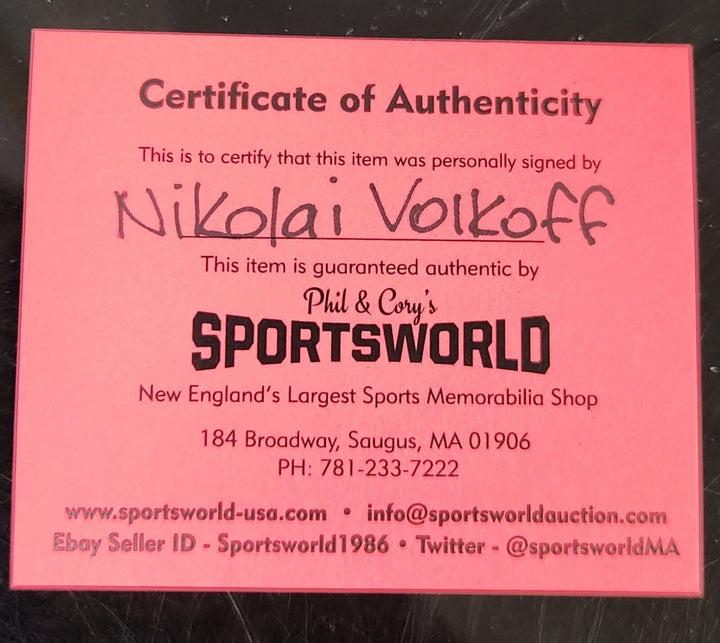 Certificate of Authenticity
This is to certify that this item was personally signed by
Nikolai Volkoff
This item is guaranteed authentic by
Phil & Cory's
SPORTSWORLD
New England's Largest Sports Memorabilia Shop
184 Broadway, Saugus, MA 01906
PH: 781-233-7222
www.sportsworld-usa.com • info@sportsworldauction.com
Ebay Seller ID - Sportsworld1986 • Twitter - @sportsworldMA